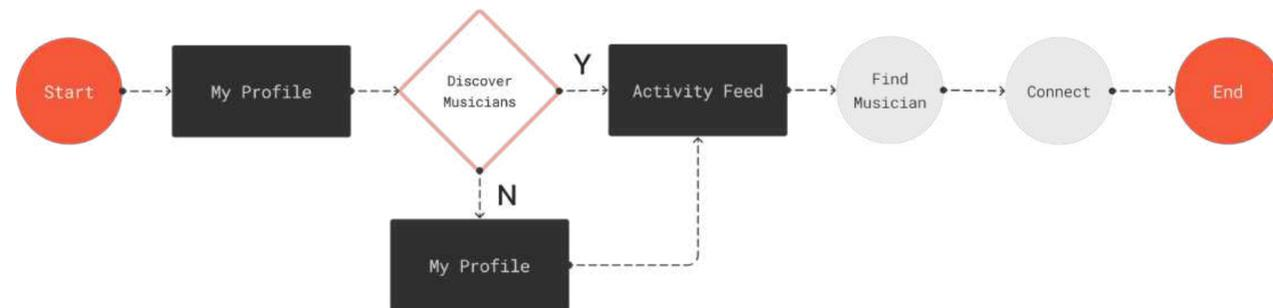 Start
My Profile
Discover
Musicians
Y
Activity Feed
Find
Musician
Connect
End
N
My Profile